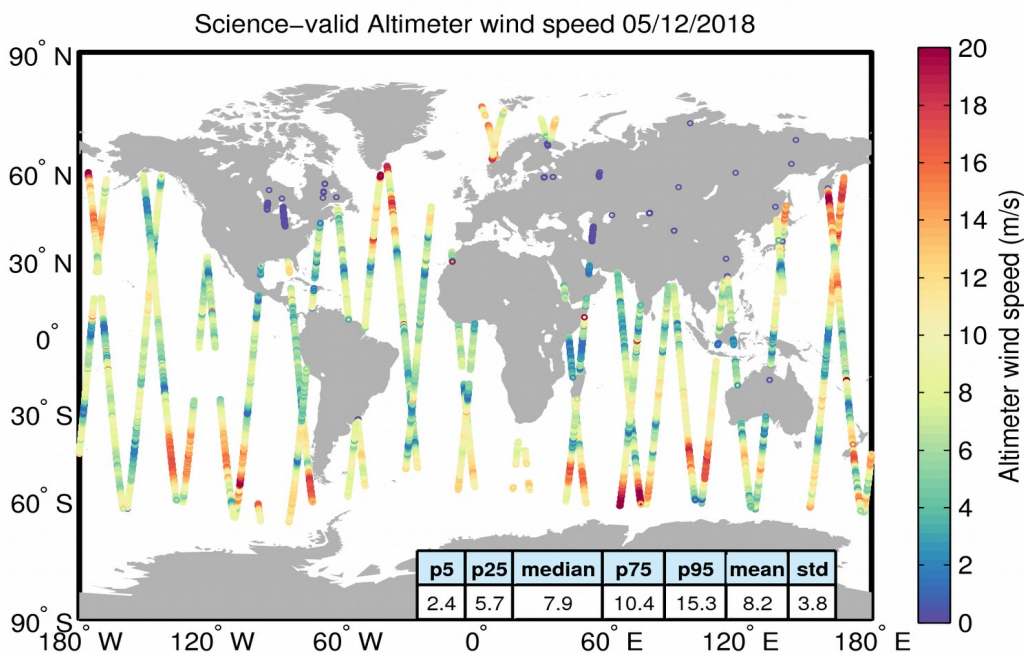 Science−valid Altimeter wind speed 05/12/2018
90° N
60° N
30° N
0°
30° S
60° S
90° S
180° W
120° W
60° W
0°
60° E
120° E
180° E
p5 p25 median p75 p95 mean std
2.4 5.7 7.9 10.4 15.3 8.2 3.8
20
18
16
14
12
10
8
6
4
2
0
Altimeter wind speed (m/s)